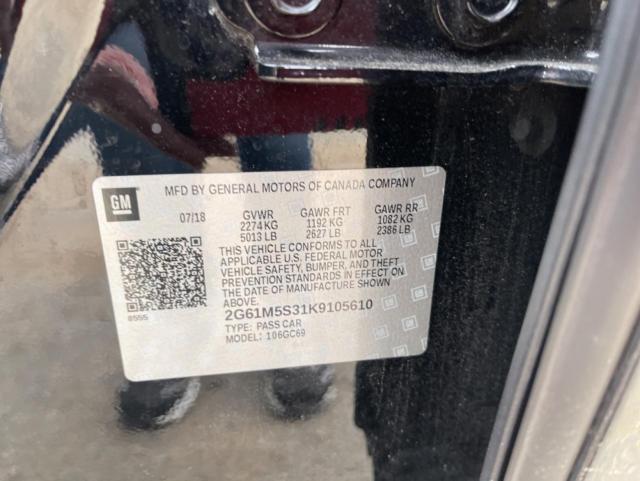 GM
MFD BY GENERAL MOTORS OF CANADA COMPANY
07/18 GVWR GAWR FRT GAWR RR
2274 KG 1192 KG 1082 KG
5013 LB 2627 LB 2386 LB
THIS VEHICLE CONFORMS TO ALL
APPLICABLE U.S. FEDERAL MOTOR
VEHICLE SAFETY, BUMPER, AND THEFT
PREVENTION STANDARDS IN EFFECT ON
THE DATE OF MANUFACTURE SHOWN
ABOVE.
8555
2G61M5S31K9105610
TYPE: PASS CAR
MODEL: 106GC69